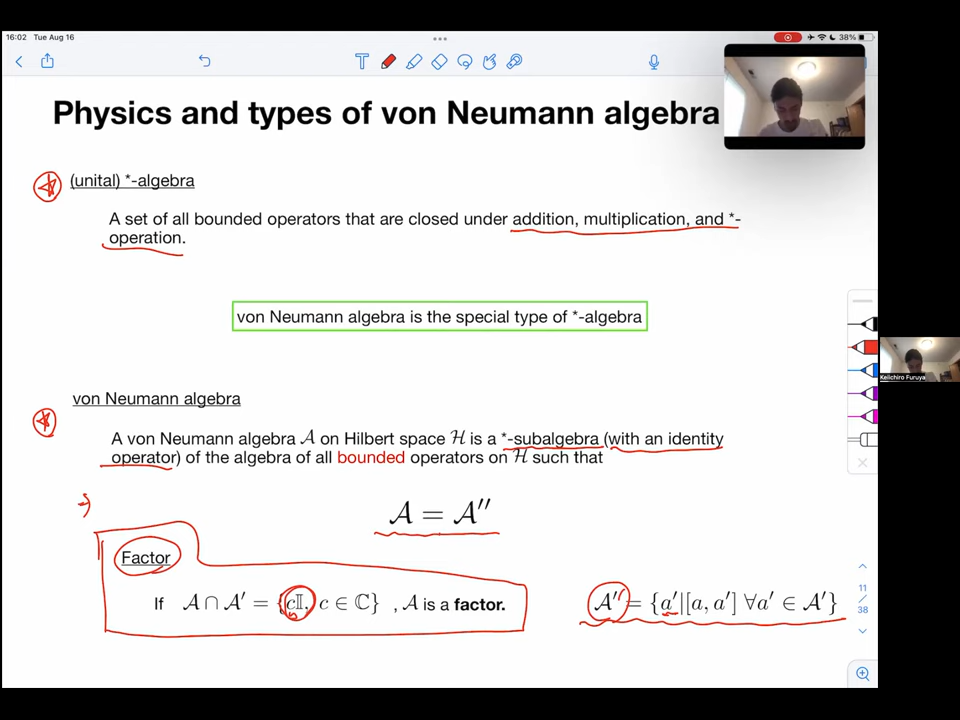 16:02 Tue Aug 16
38%
Physics and types of von Neumann algebra
(unital) *-algebra
A set of all bounded operators that are closed under addition, multiplication, and *-
operation.
von Neumann algebra is the special type of *-algebra
von Neumann algebra
A von Neumann algebra 𝒜 on Hilbert space ℋ is a *-subalgebra (with an identity
operator) of the algebra of all bounded operators on ℋ such that
𝒜 = 𝒜′′
Factor
If 𝒜 ∩ 𝒜′ = {c𝕀, c ∈ ℂ} , 𝒜 is a factor.
𝒜′′ = {a′|[a, a′] ∀a′ ∈ 𝒜′}
11
/
38
Keiichiro Furuya